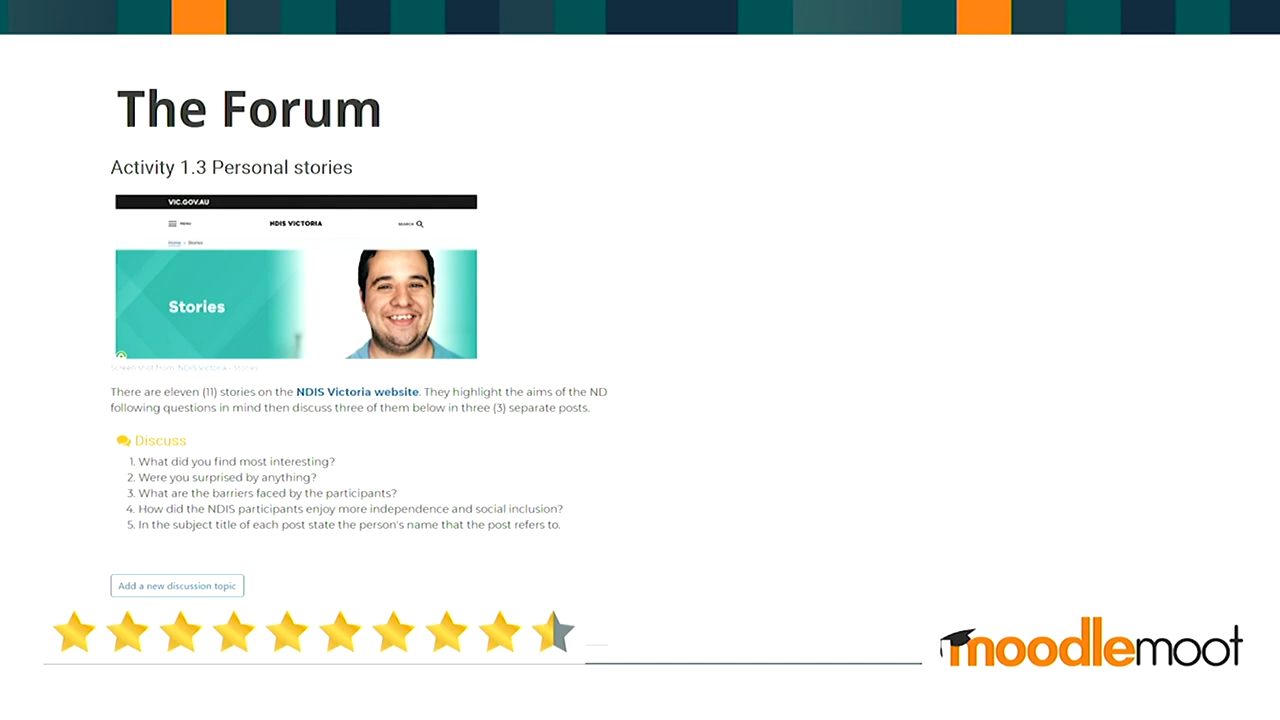 The Forum
Activity 1.3 Personal stories
VIC.GOV.AU
MENU
NDIS VICTORIA
SEARCH
Home > Stories
Stories
Screen shot from NDIS Victoria - Stories
There are eleven (11) stories on the NDIS Victoria website. They highlight the aims of the ND
following questions in mind then discuss three of them below in three (3) separate posts.
Discuss
1. What did you find most interesting?
2. Were you surprised by anything?
3. What are the barriers faced by the participants?
4. How did the NDIS participants enjoy more independence and social inclusion?
5. In the subject title of each post state the person's name that the post refers to.
Add a new discussion topic
moodlemoot